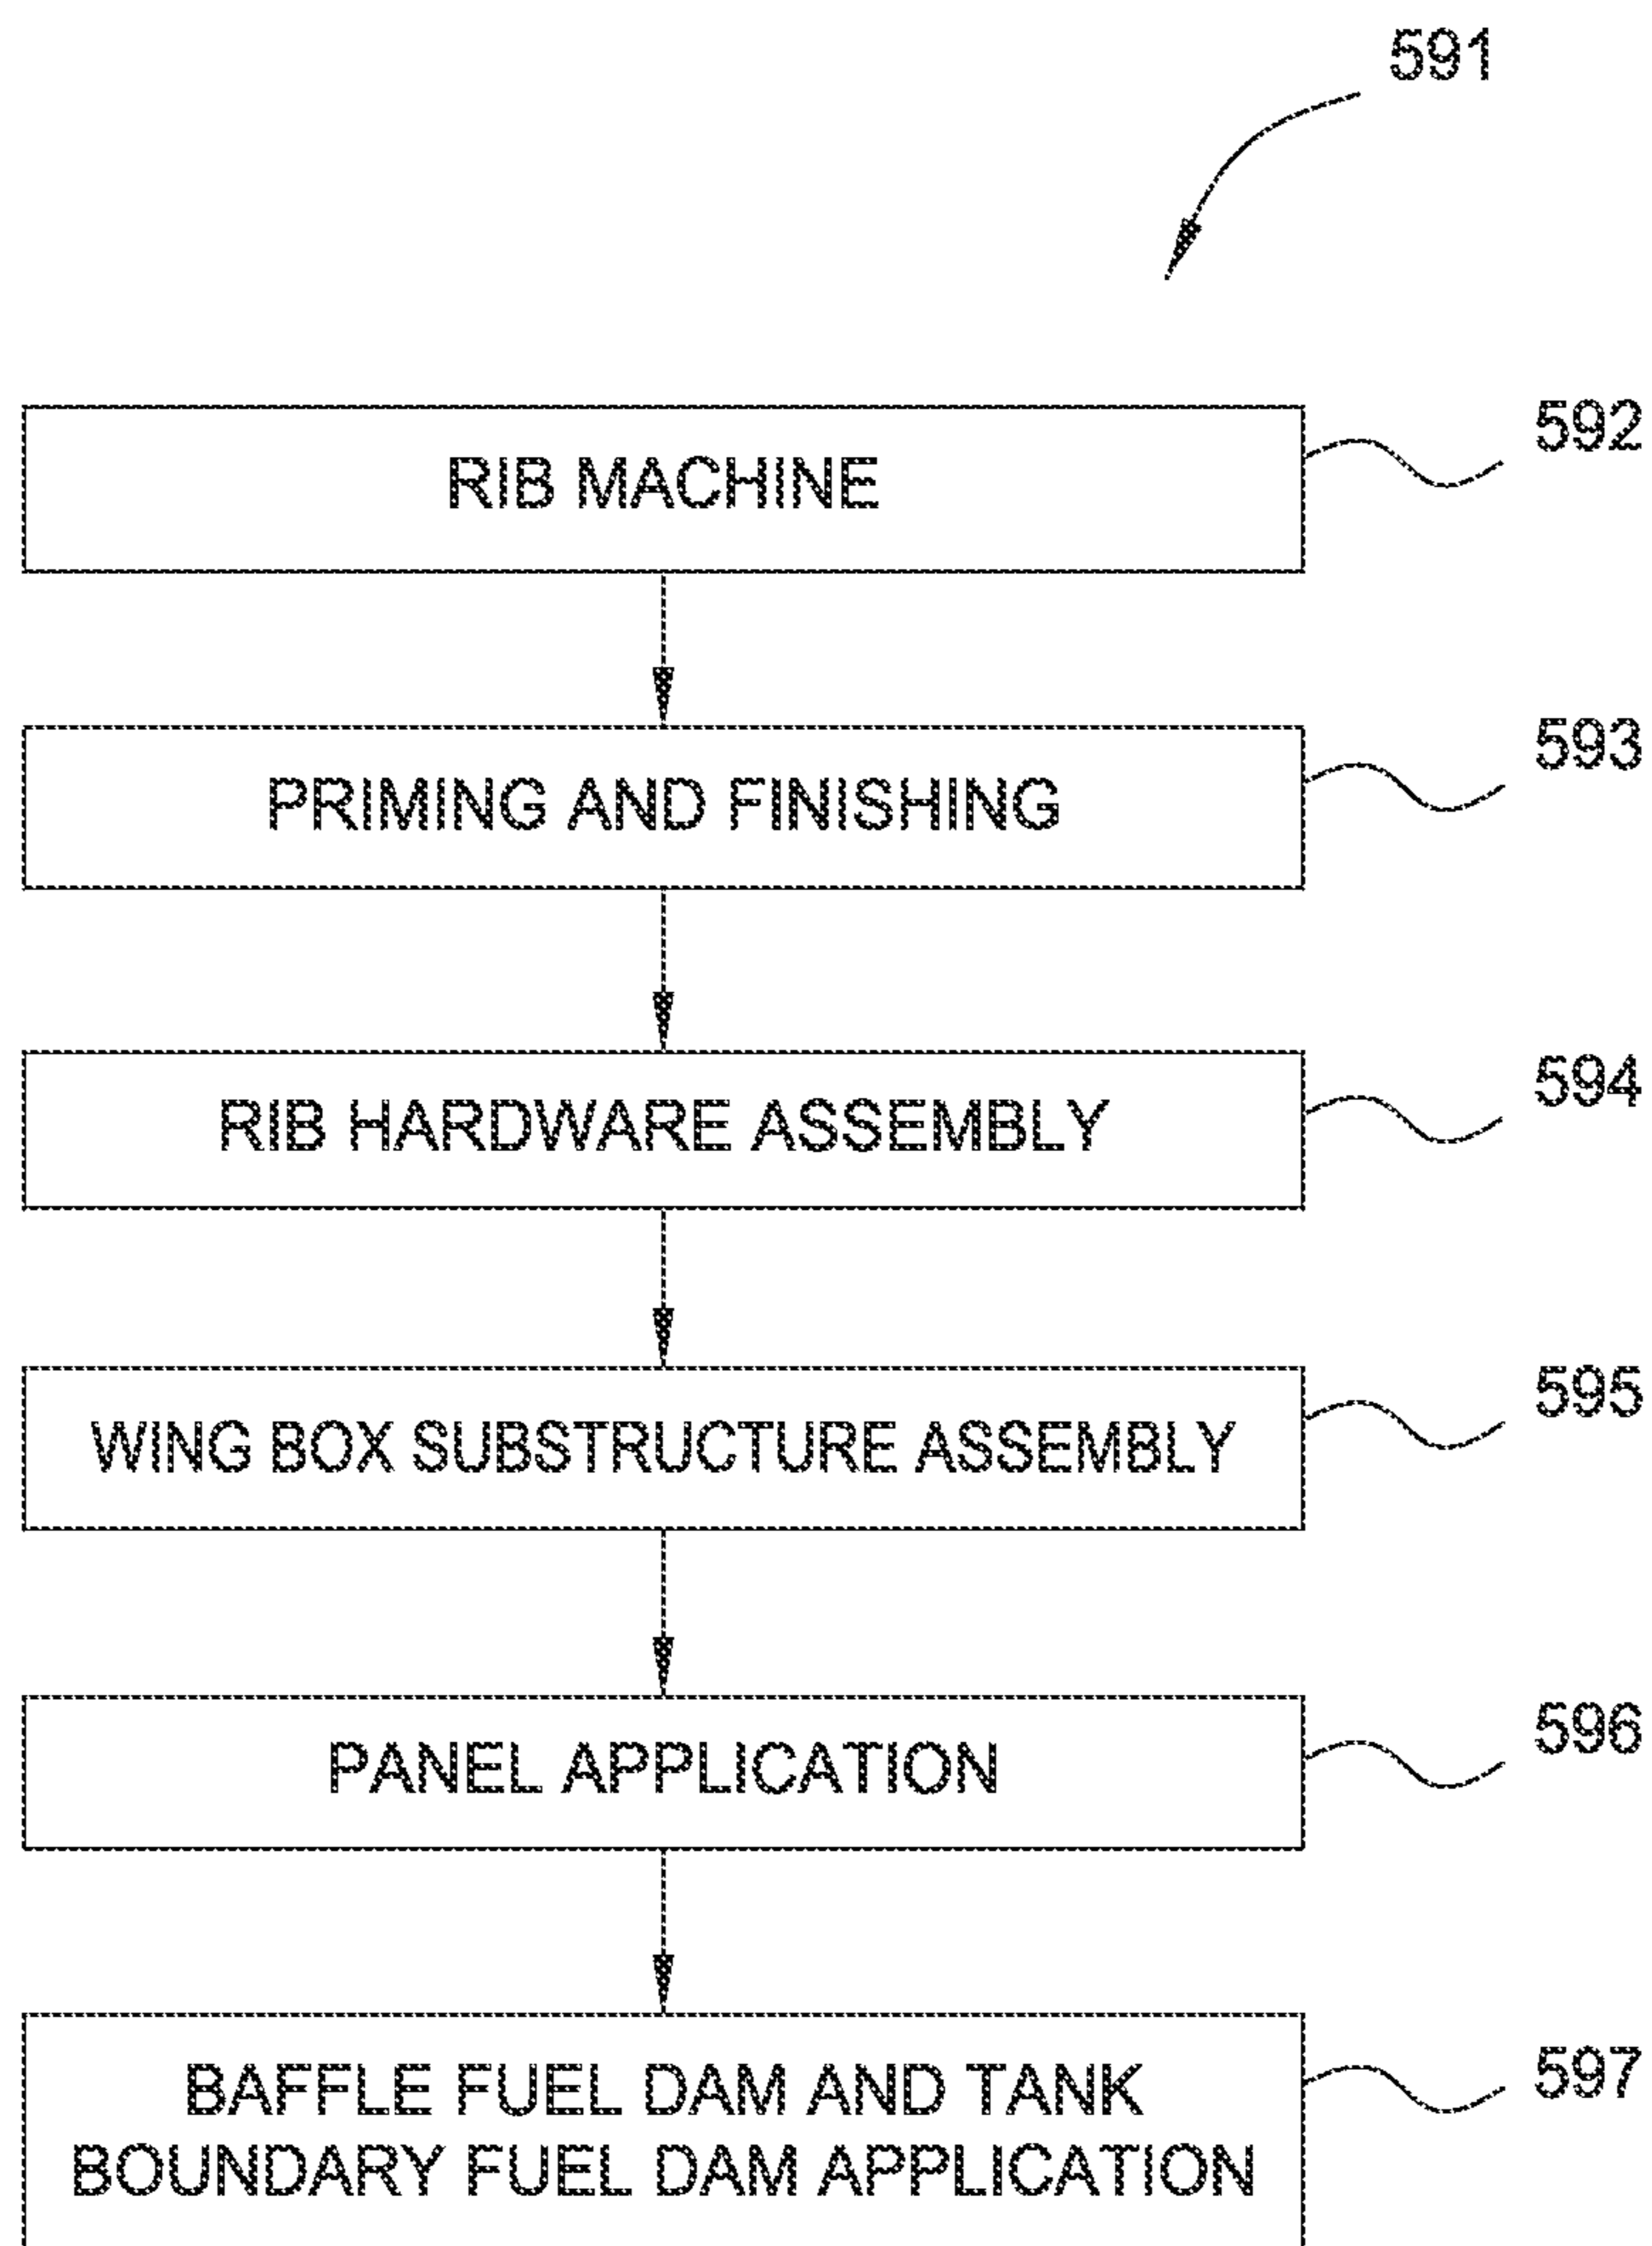 591
RIB MACHINE
592
PRIMING AND FINISHING
593
RIB HARDWARE ASSEMBLY
594
WING BOX SUBSTRUCTURE ASSEMBLY
595
PANEL APPLICATION
596
BAFFLE FUEL DAM AND TANK
BOUNDARY FUEL DAM APPLICATION
597